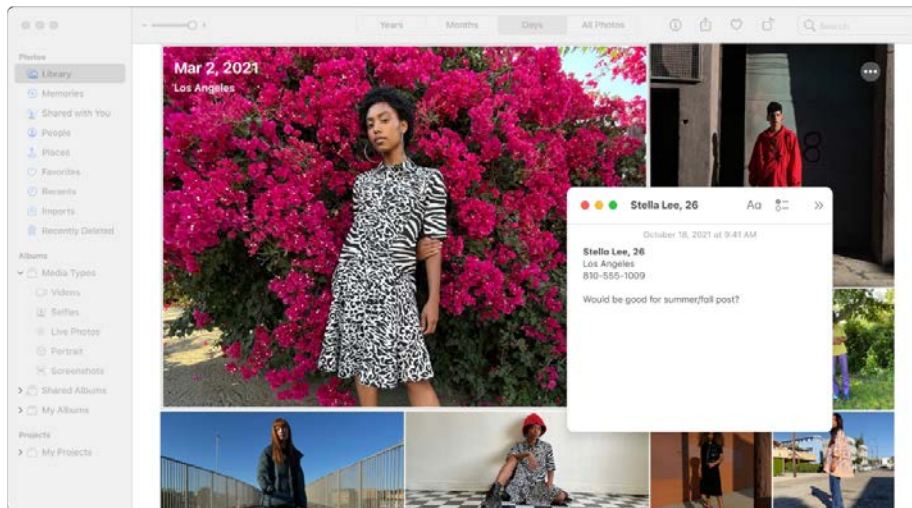 Years Months Days All Photos Search
Photos
Library
Memories
Shared with You
People
Places
Favorites
Recents
Imports
Recently Deleted
Albums
Media Types
Videos
Selfies
Live Photos
Portrait
Screenshots
Shared Albums
My Albums
Projects
My Projects
Mar 2, 2021
Los Angeles
Stella Lee, 26 Aa
October 18, 2021 at 9:41 AM
Stella Lee, 26
Los Angeles
810-555-1009
Would be good for summer/fall post?
8